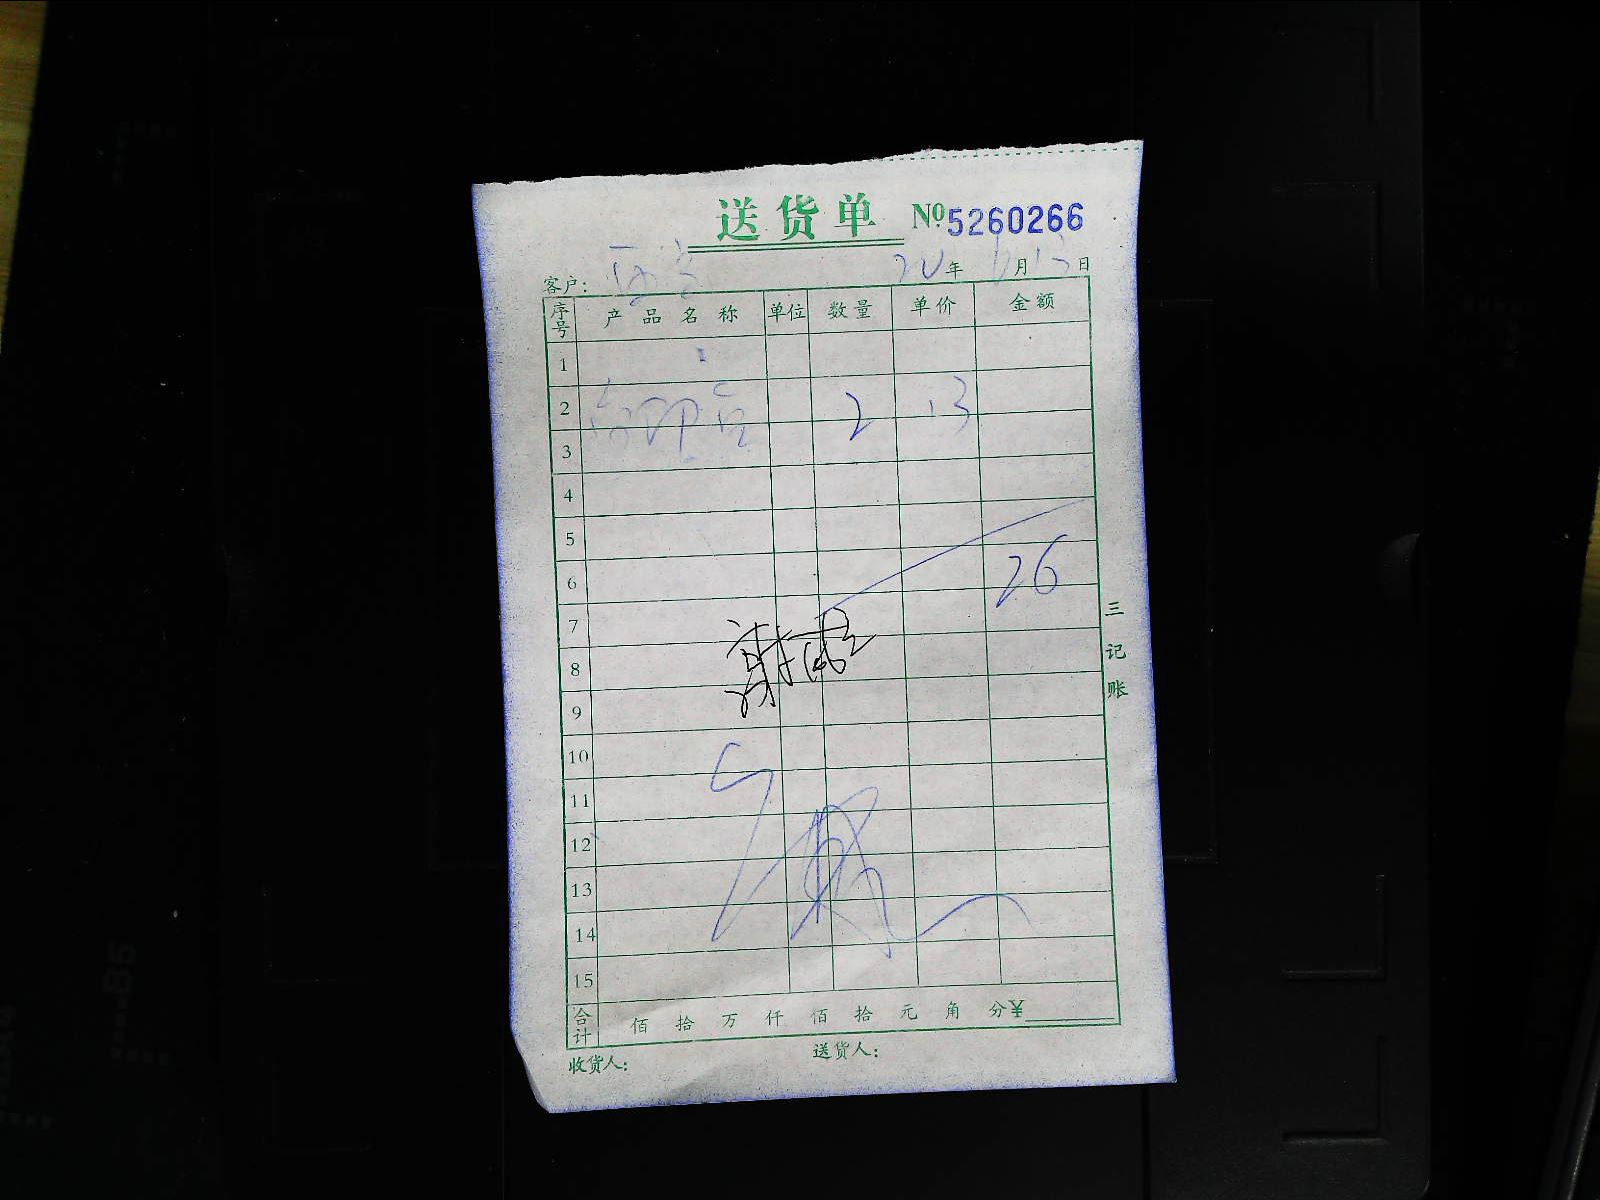 送货单 №5260266
客户： 年 月 日
序号 产品名称 单位 数量 单价 金额
1
2 2 13
3
4
5
6 26
7
8
9
10
11
12
13
14
15
合计 佰 拾 万 仟 佰 拾 元 角 分¥
收货人： 送货人：
三记账